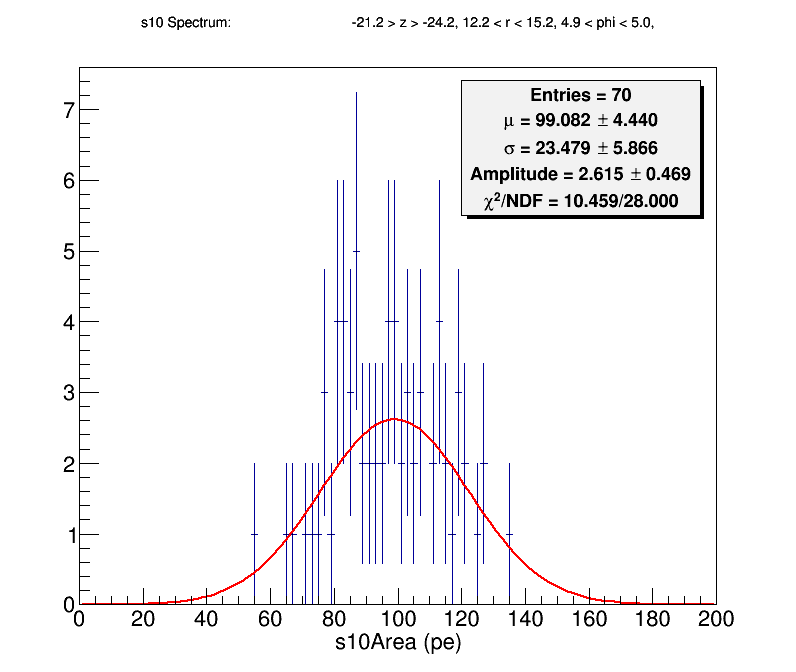 s10 Spectrum: -21.2 > z > -24.2, 12.2 < r < 15.2, 4.9 < phi < 5.0,
Entries = 70
μ = 99.082 ± 4.440
σ = 23.479 ± 5.866
Amplitude = 2.615 ± 0.469
χ²/NDF = 10.459/28.000
7
6
5
4
3
2
1
0
0 20 40 60 80 100 120 140 160 180 200
s10Area (pe)